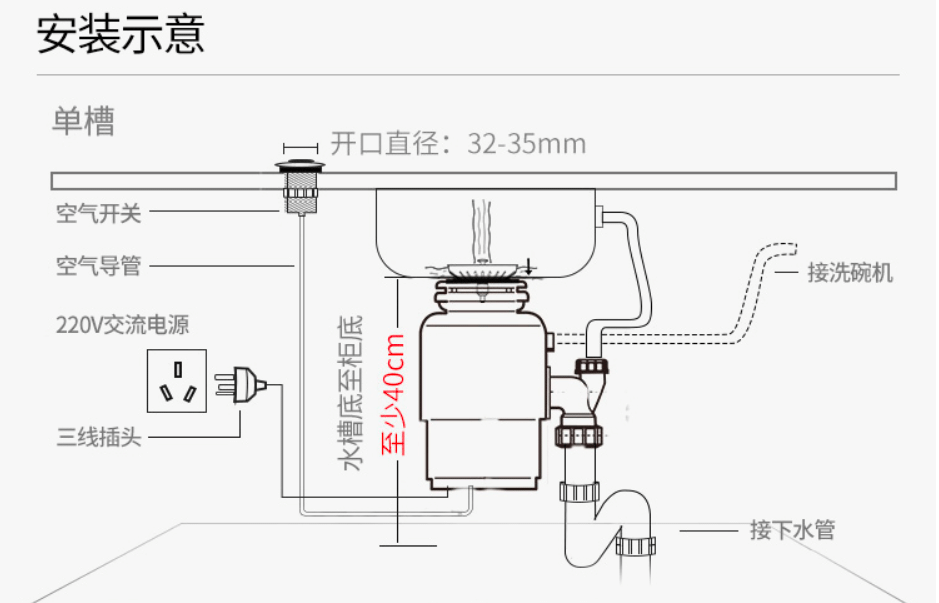 安装示意
单槽
开口直径：32-35mm
空气开关
空气导管
接洗碗机
220V交流电源
水槽底至柜底
至少40cm
三线插头
接下水管